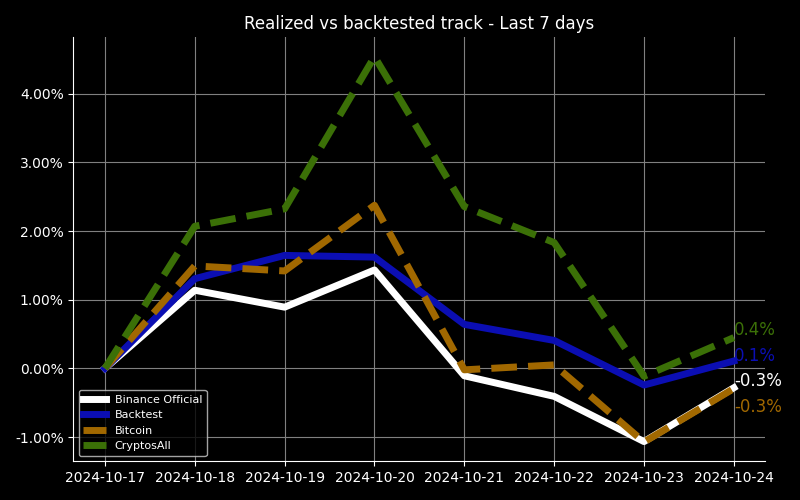 Realized vs backtested track - Last 7 days
4.00%
3.00%
2.00%
1.00%
0.00%
-1.00%
0.4%
0.1%
-0.3%
-0.3%
Binance Official
Backtest
Bitcoin
CryptosAll
2024-10-17 2024-10-18 2024-10-19 2024-10-20 2024-10-21 2024-10-22 2024-10-23 2024-10-24